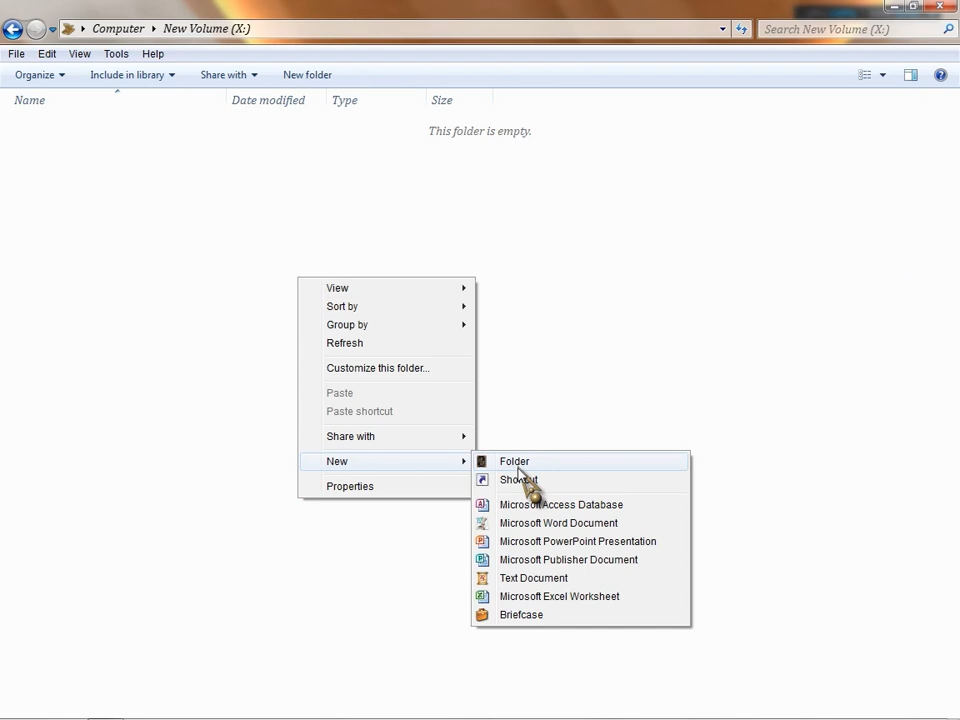 Computer New Volume (X:) Search New Volume (X:)
File Edit View Tools Help
Organize Include in library Share with New folder
Name Date modified Type Size
This folder is empty.
View
Sort by
Group by
Refresh
Customize this folder...
Paste
Paste shortcut
Share with
New
Properties
Folder
Shortcut
Microsoft Access Database
Microsoft Word Document
Microsoft PowerPoint Presentation
Microsoft Publisher Document
Text Document
Microsoft Excel Worksheet
Briefcase